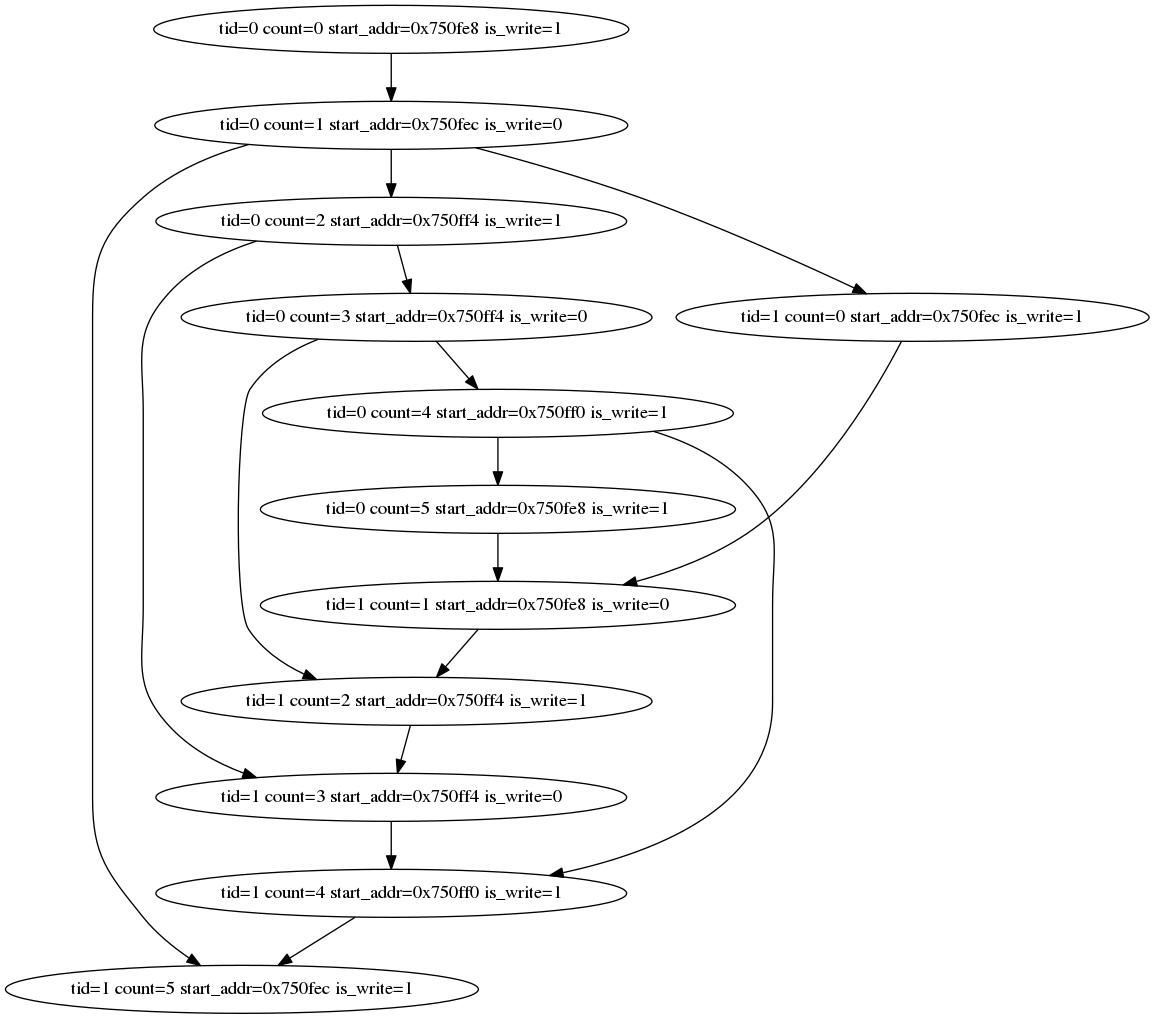 tid=0 count=0 start_addr=0x750fe8 is_write=1
tid=0 count=1 start_addr=0x750fec is_write=0
tid=0 count=2 start_addr=0x750ff4 is_write=1
tid=0 count=3 start_addr=0x750ff4 is_write=0
tid=1 count=0 start_addr=0x750fec is_write=1
tid=0 count=4 start_addr=0x750ff0 is_write=1
tid=0 count=5 start_addr=0x750fe8 is_write=1
tid=1 count=1 start_addr=0x750fe8 is_write=0
tid=1 count=2 start_addr=0x750ff4 is_write=1
tid=1 count=3 start_addr=0x750ff4 is_write=0
tid=1 count=4 start_addr=0x750ff0 is_write=1
tid=1 count=5 start_addr=0x750fec is_write=1